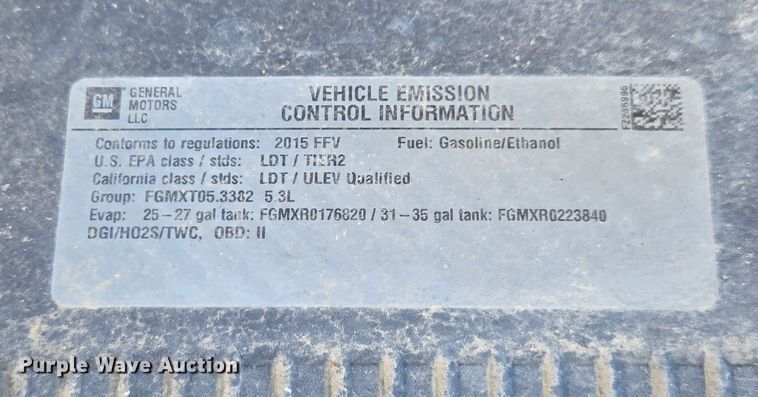 GM
GENERAL
MOTORS
LLC
VEHICLE EMISSION
CONTROL INFORMATION
Conforms to regulations: 2015 FFV Fuel: Gasoline/Ethanol
U.S. EPA class / stds: LDT / TIER2
California class / stds: LDT / ULEV Qualified
Group: FGMXT05.3382 5.3L
Evap: 25-27 gal tank: FGMXR0176820 / 31-35 gal tank: FGMXR0223840
DGI/HO2S/TWC, OBD: II
Purple Wave Auction